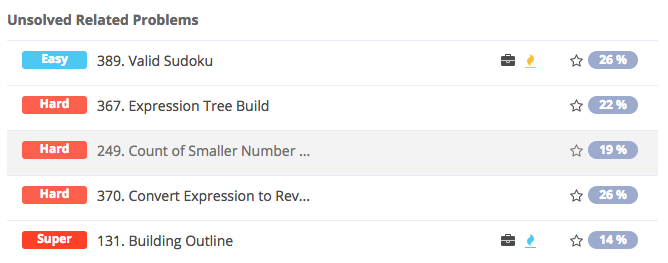 Unsolved Related Problems
Easy 389. Valid Sudoku 26 %
Hard 367. Expression Tree Build 22 %
Hard 249. Count of Smaller Number ... 19 %
Hard 370. Convert Expression to Rev... 26 %
Super 131. Building Outline 14 %